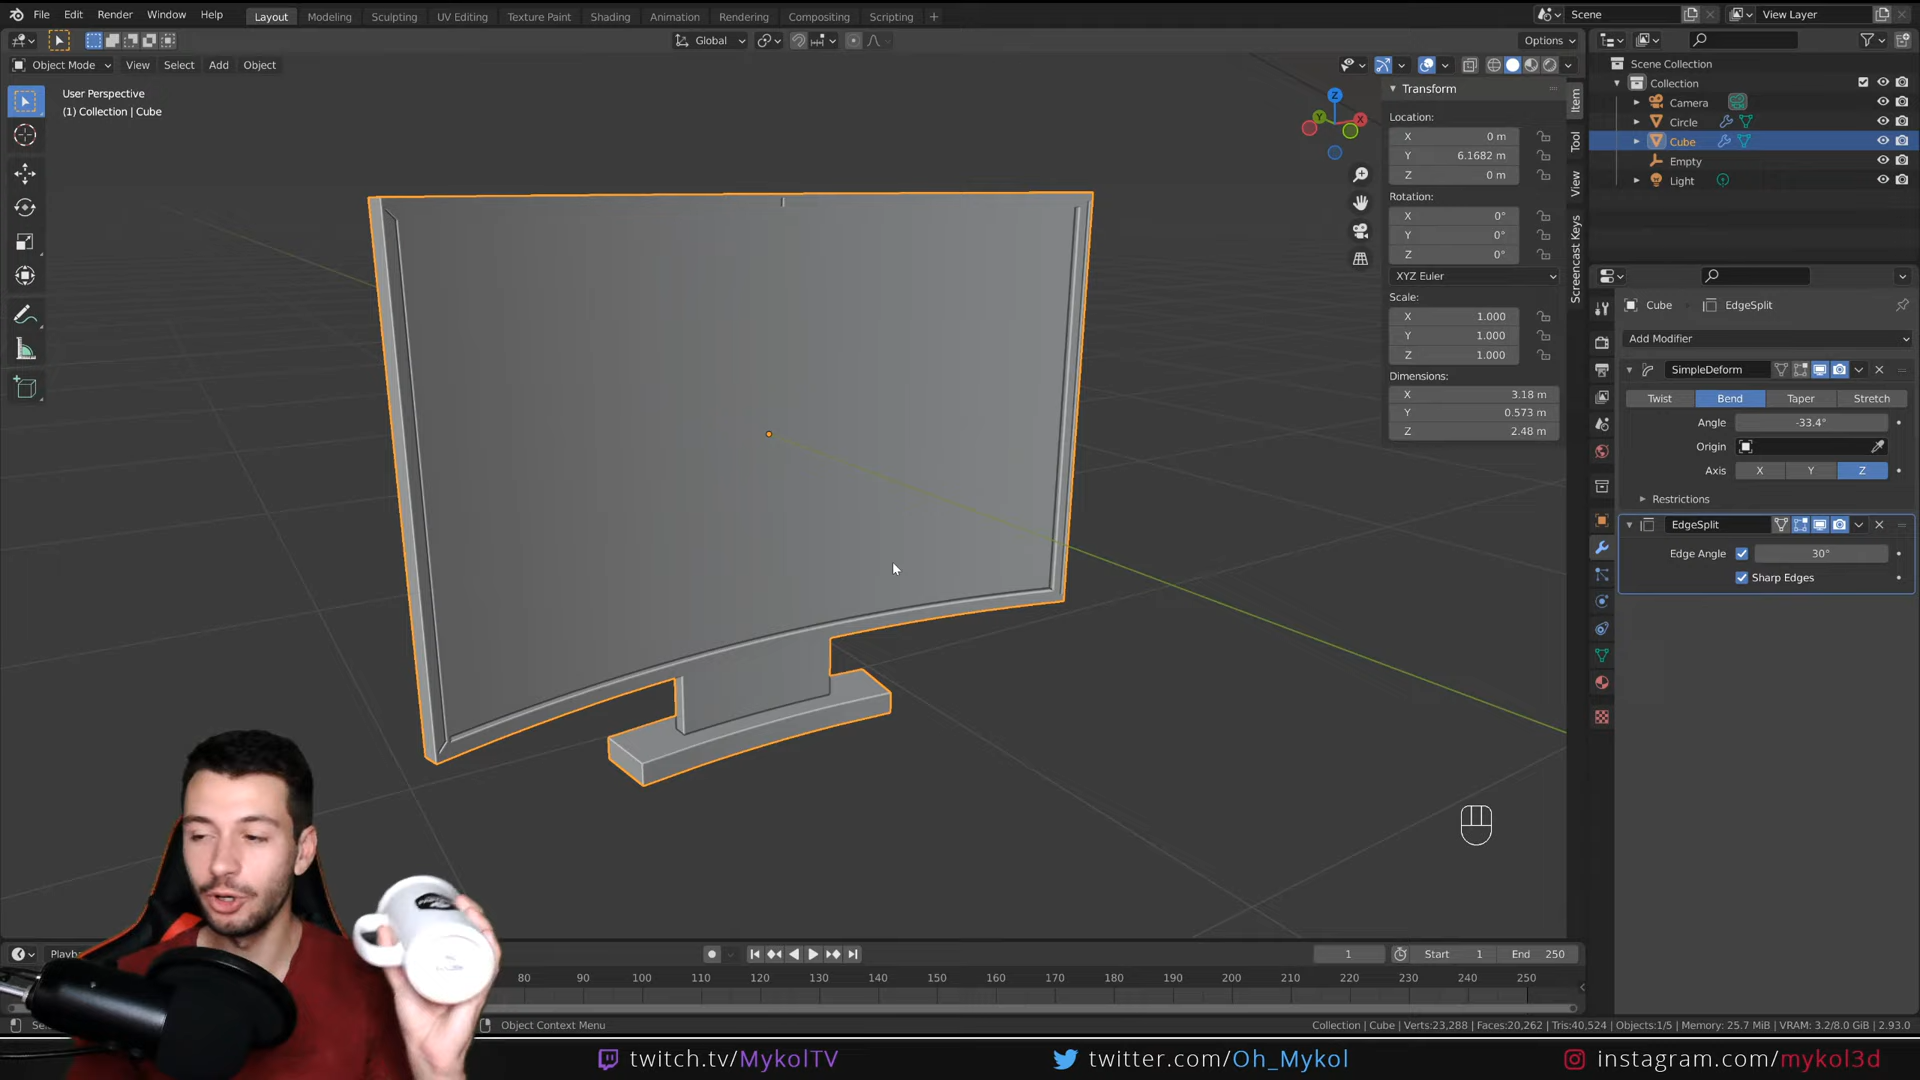 File Edit Render Window Help Layout Modeling Sculpting UV Editing Texture Paint Shading Animation Rendering Compositing Scripting + Scene View Layer
Global Options
Object Mode View Select Add Object
User Perspective
(1) Collection | Cube
Z
Y
X
Transform
Location:
X 0 m
Y 6.1682 m
Z 0 m
Rotation:
X 0°
Y 0°
Z 0°
XYZ Euler
Scale:
X 1.000
Y 1.000
Z 1.000
Dimensions:
X 3.18 m
Y 0.573 m
Z 2.48 m
Item
Tool
View
Screencast Keys
Scene Collection
Collection
Camera
Circle
Cube
Empty
Light
Cube EdgeSplit
Add Modifier
SimpleDeform
Twist Bend Taper Stretch
Angle -33.4°
Origin
Axis X Y Z
Restrictions
EdgeSplit
Edge Angle 30°
Sharp Edges
1 Start 1 End 250
80 90 100 110 120 130 140 150 160 170 180 190 200 210 220 230 240 250
Object Context Menu
Collection | Cube | Verts:23,288 | Faces:20,262 | Tris:40,524 | Objects:1/5 | Memory: 25.7 MiB | VRAM: 3.2/8.0 GiB | 2.93.0
twitch.tv/MykolTV
twitter.com/Oh_Mykol
instagram.com/mykol3d